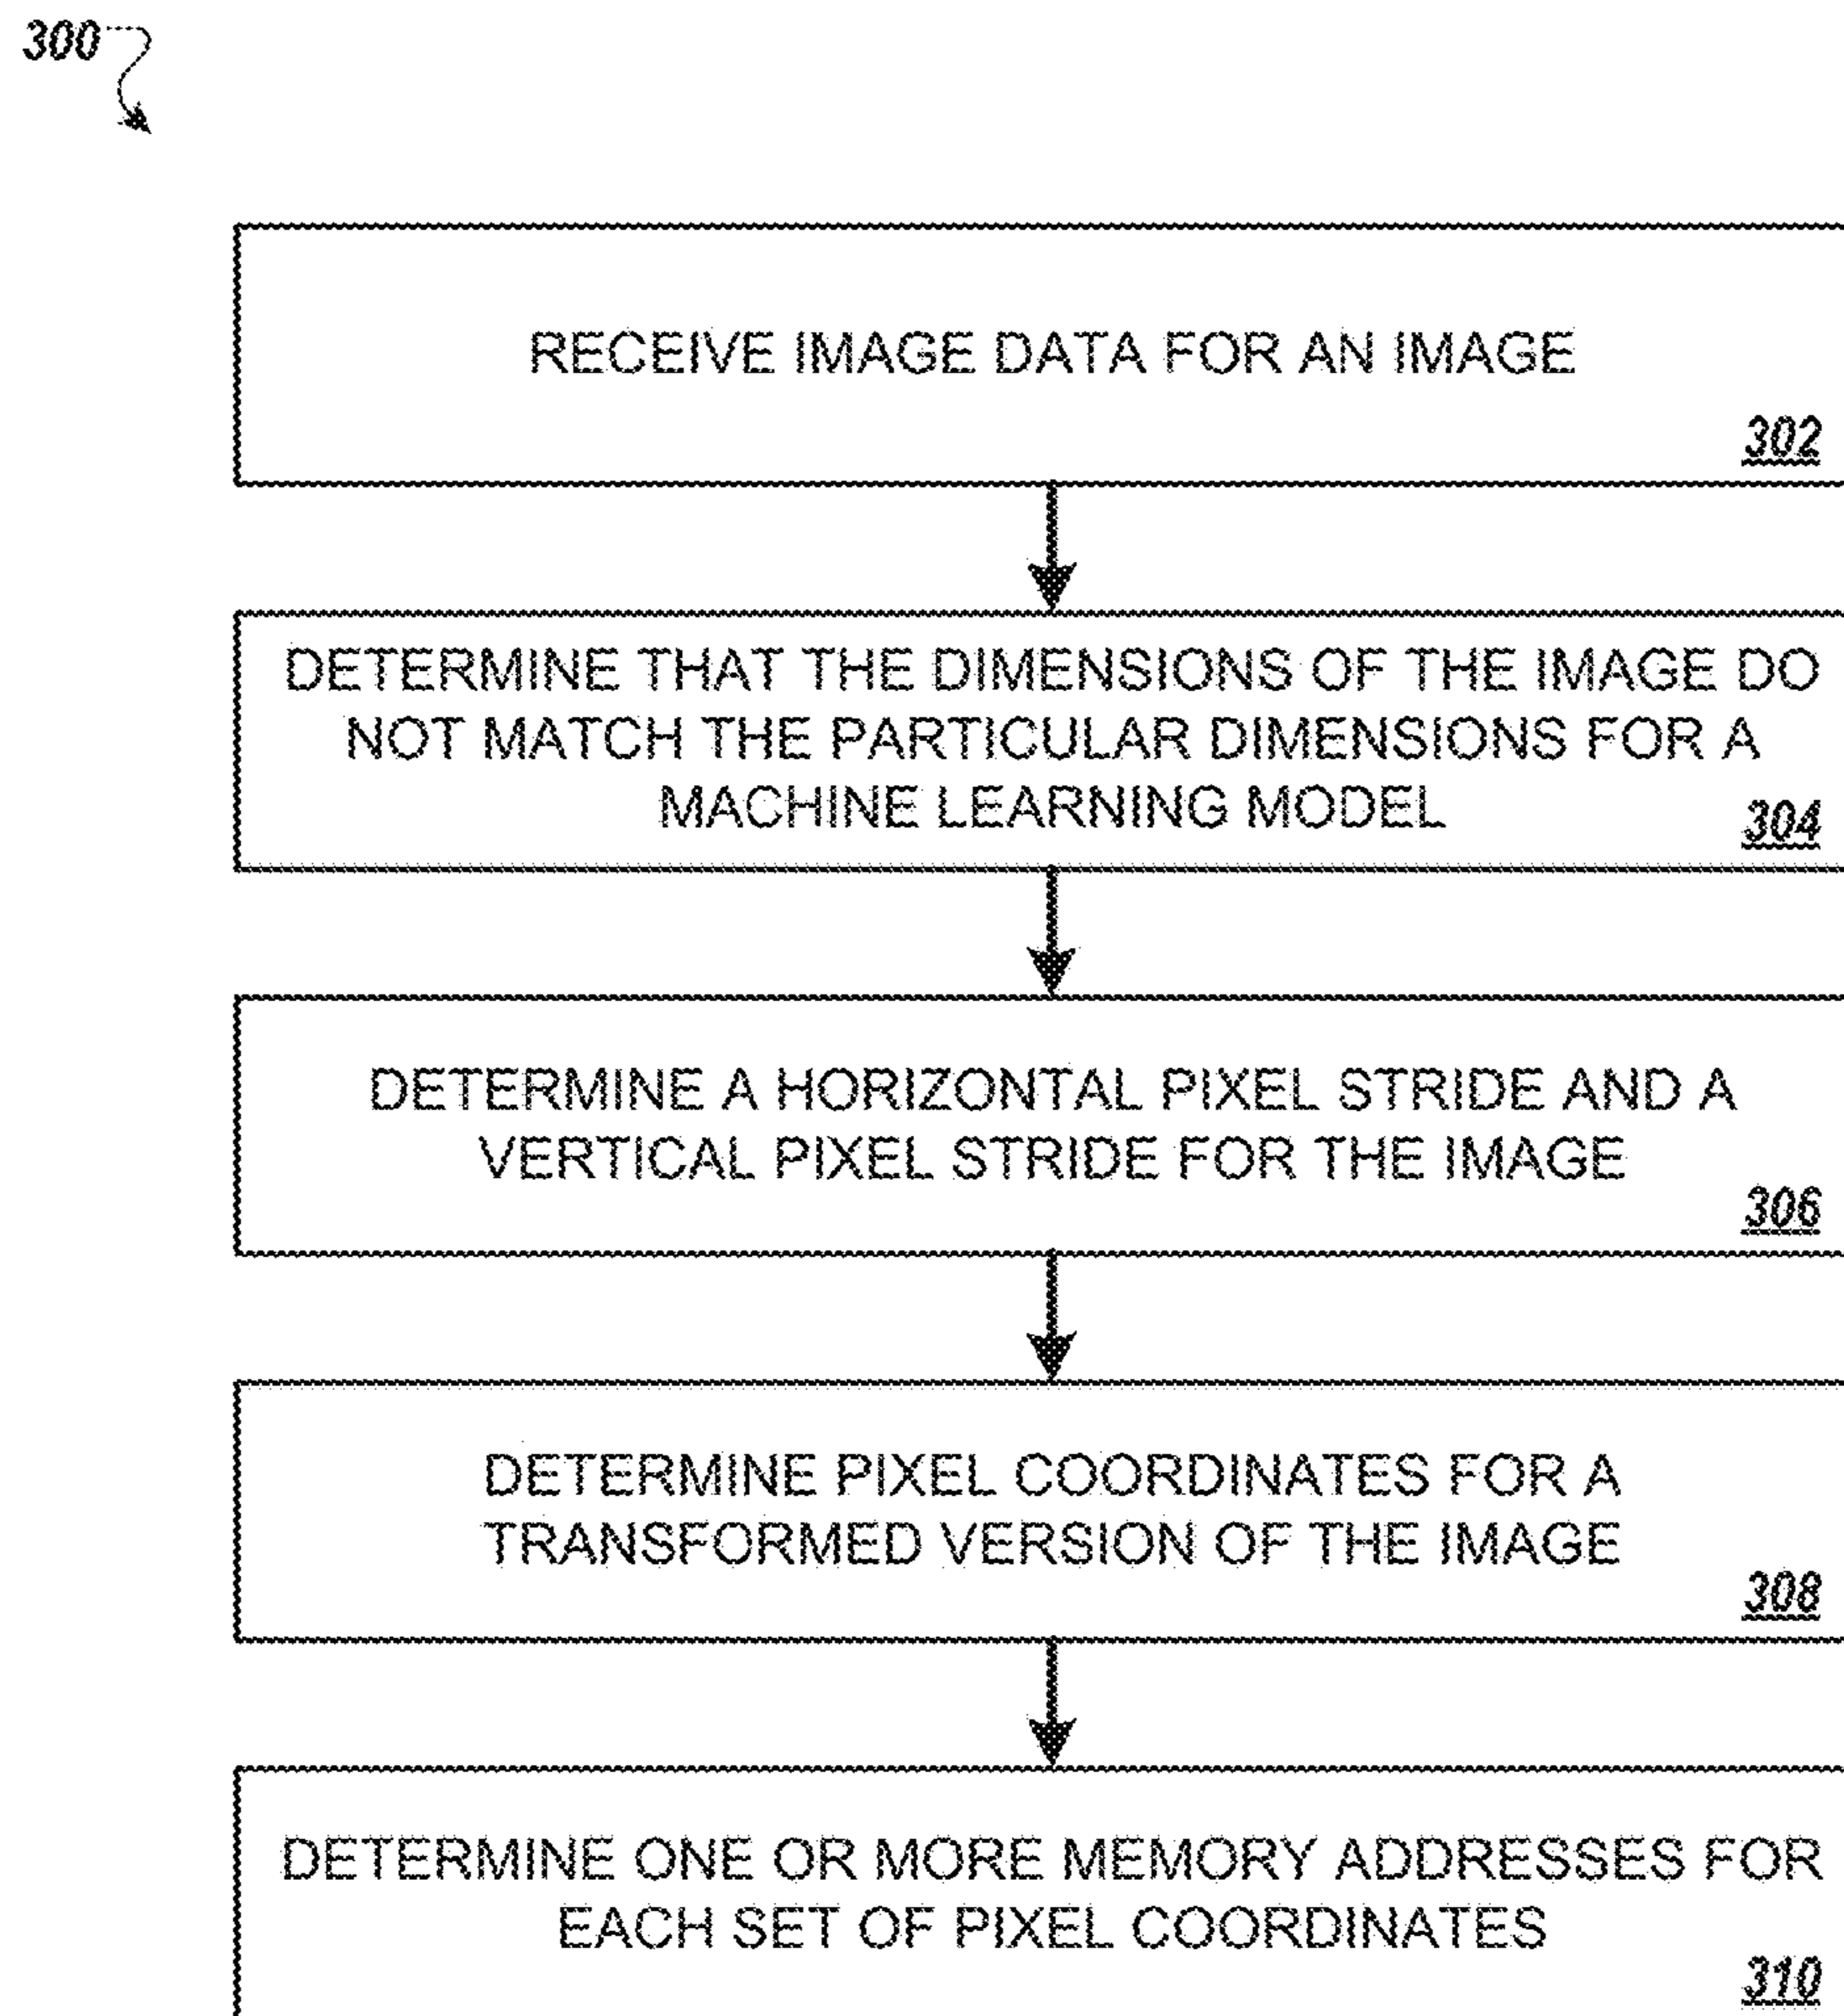 300
RECEIVE IMAGE DATA FOR AN IMAGE
302
DETERMINE THAT THE DIMENSIONS OF THE IMAGE DO
NOT MATCH THE PARTICULAR DIMENSIONS FOR A
MACHINE LEARNING MODEL
304
DETERMINE A HORIZONTAL PIXEL STRIDE AND A
VERTICAL PIXEL STRIDE FOR THE IMAGE
306
DETERMINE PIXEL COORDINATES FOR A
TRANSFORMED VERSION OF THE IMAGE
308
DETERMINE ONE OR MORE MEMORY ADDRESSES FOR
EACH SET OF PIXEL COORDINATES
310